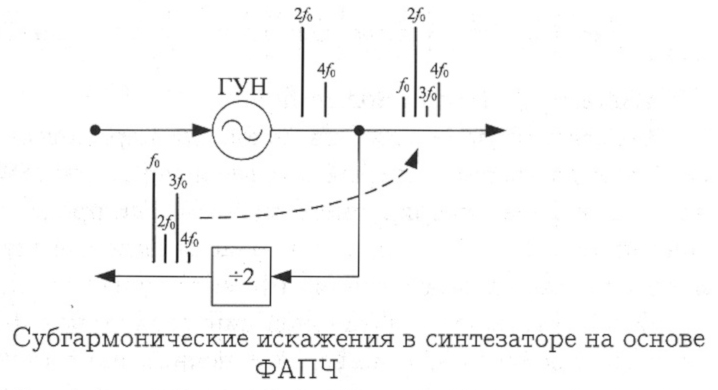 2f₀ 2f₀
ГУН 4f₀ f₀ 3f₀ 4f₀
f₀ 3f₀
2f₀ 4f₀
÷2
Субгармонические искажения в синтезаторе на основе
ФАПЧ